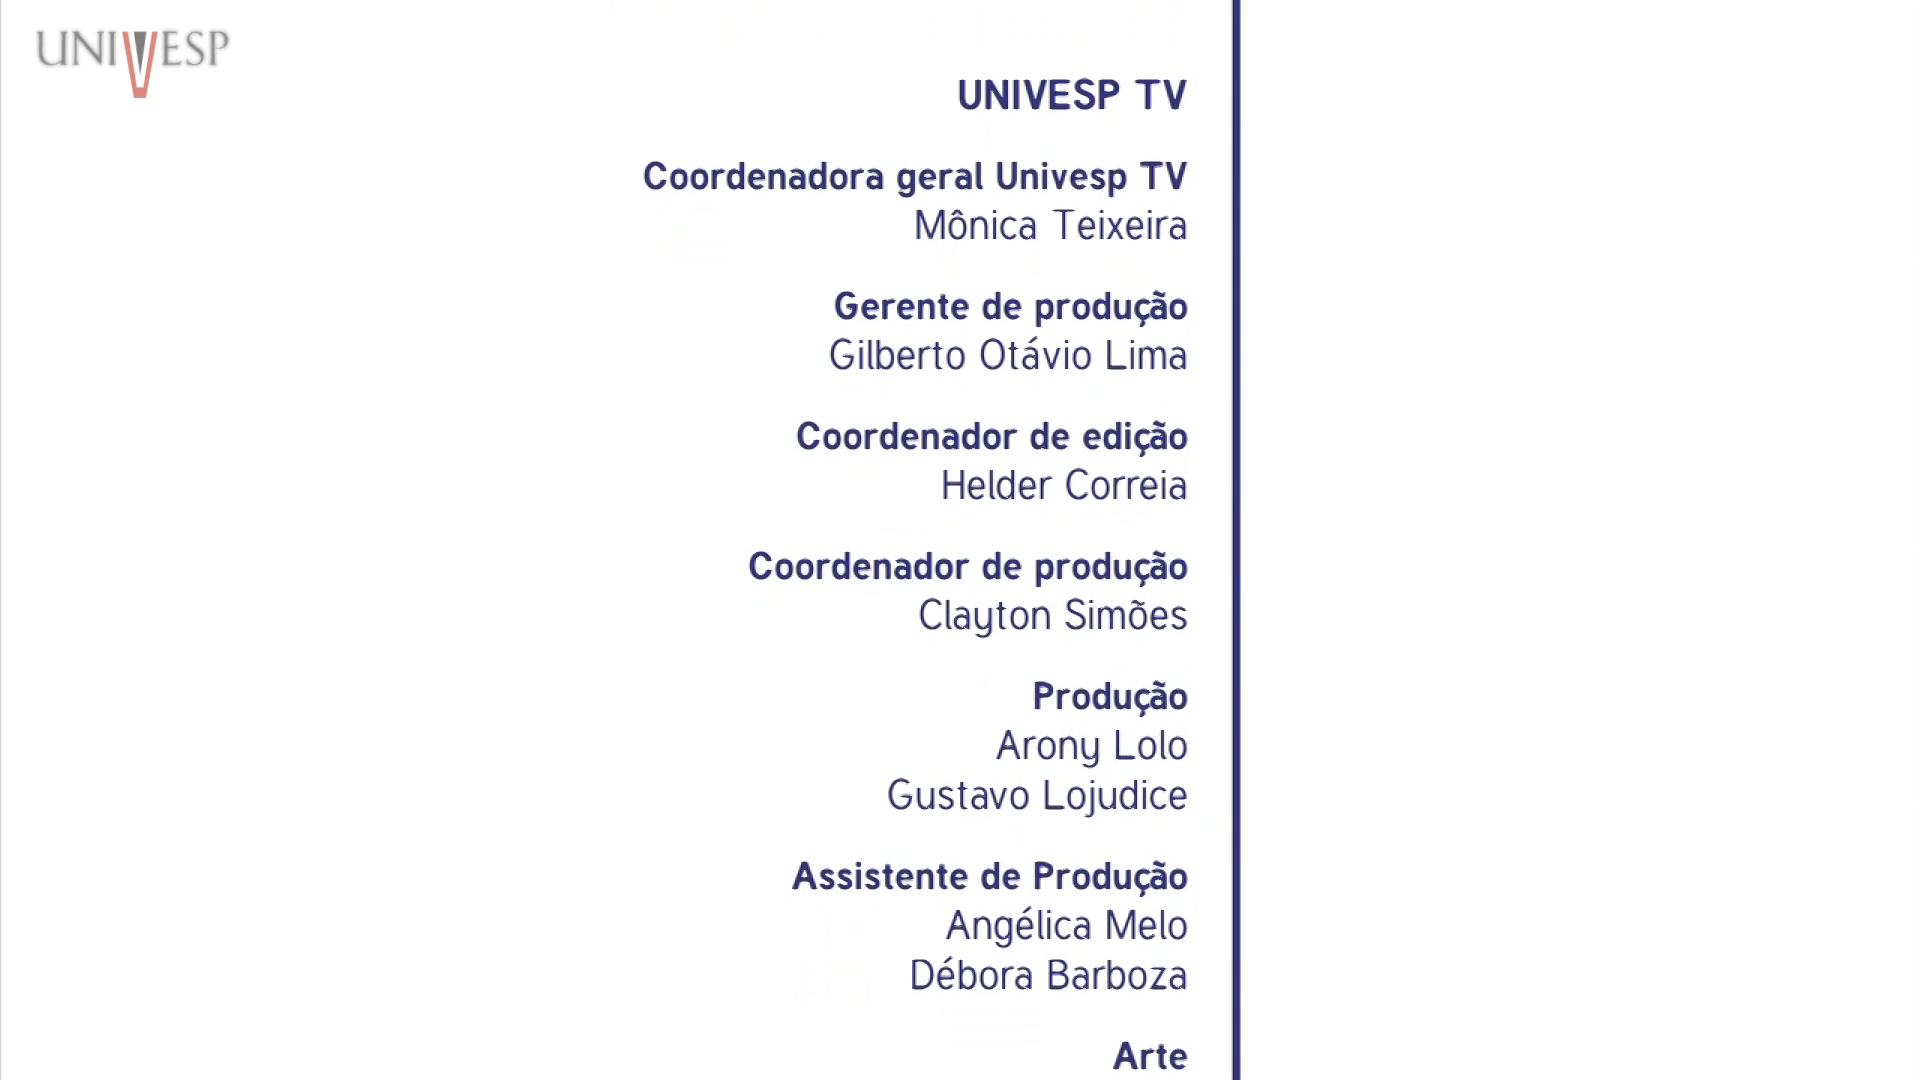 UNIVESP
UNIVESP TV
Coordenadora geral Univesp TV
Mônica Teixeira
Gerente de produção
Gilberto Otávio Lima
Coordenador de edição
Helder Correia
Coordenador de produção
Clayton Simões
Produção
Arony Lolo
Gustavo Lojudice
Assistente de Produção
Angélica Melo
Débora Barboza
Arte